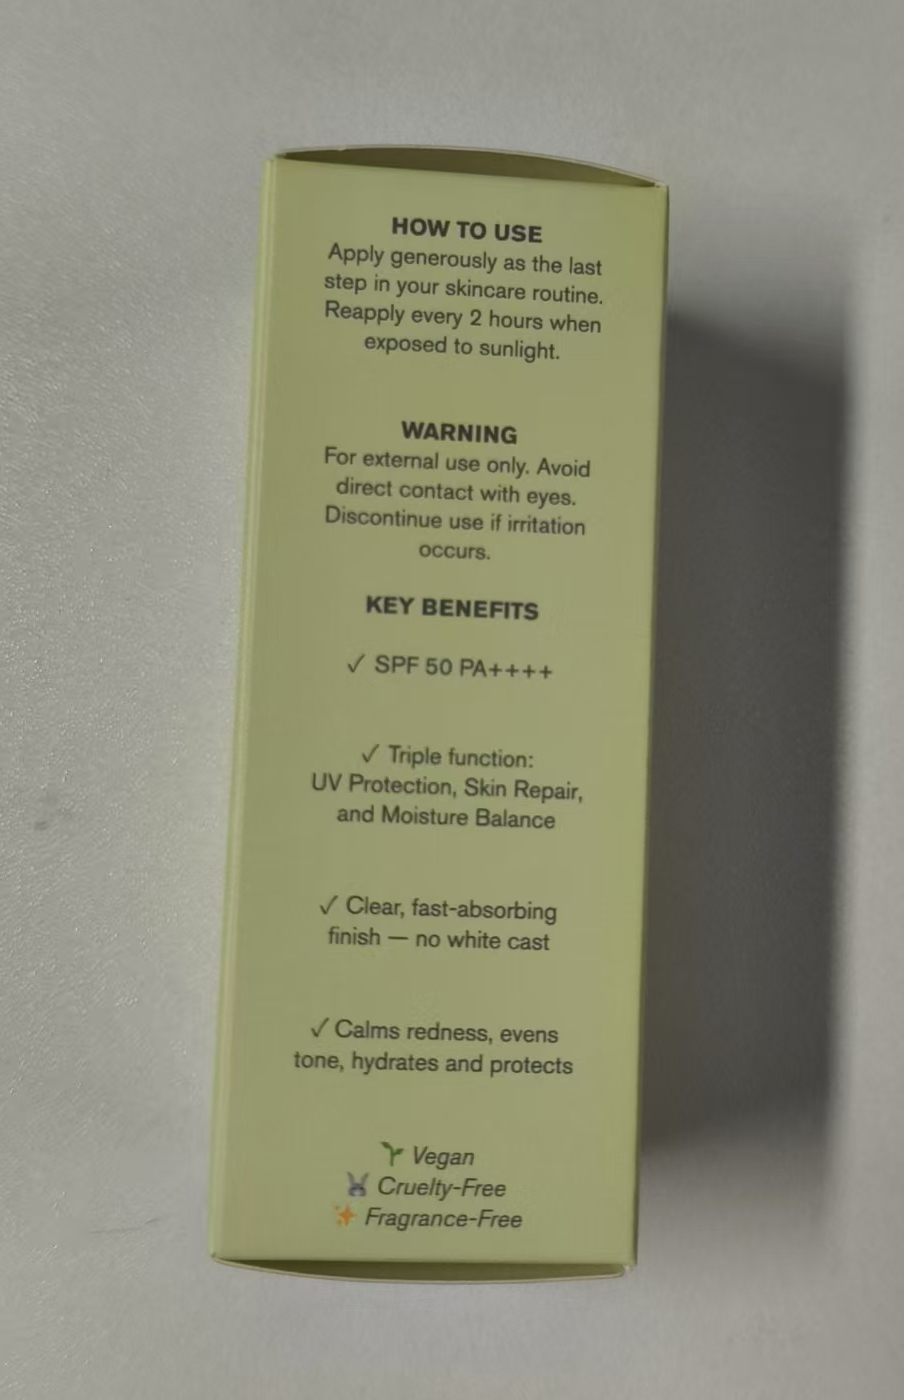 HOW TO USE
Apply generously as the last
step in your skincare routine.
Reapply every 2 hours when
exposed to sunlight.
WARNING
For external use only. Avoid
direct contact with eyes.
Discontinue use if irritation
occurs.
KEY BENEFITS
✓ SPF 50 PA++++
✓ Triple function:
UV Protection, Skin Repair,
and Moisture Balance
✓ Clear, fast-absorbing
finish — no white cast
✓ Calms redness, evens
tone, hydrates and protects
🌱 Vegan
🐰 Cruelty-Free
✨ Fragrance-Free